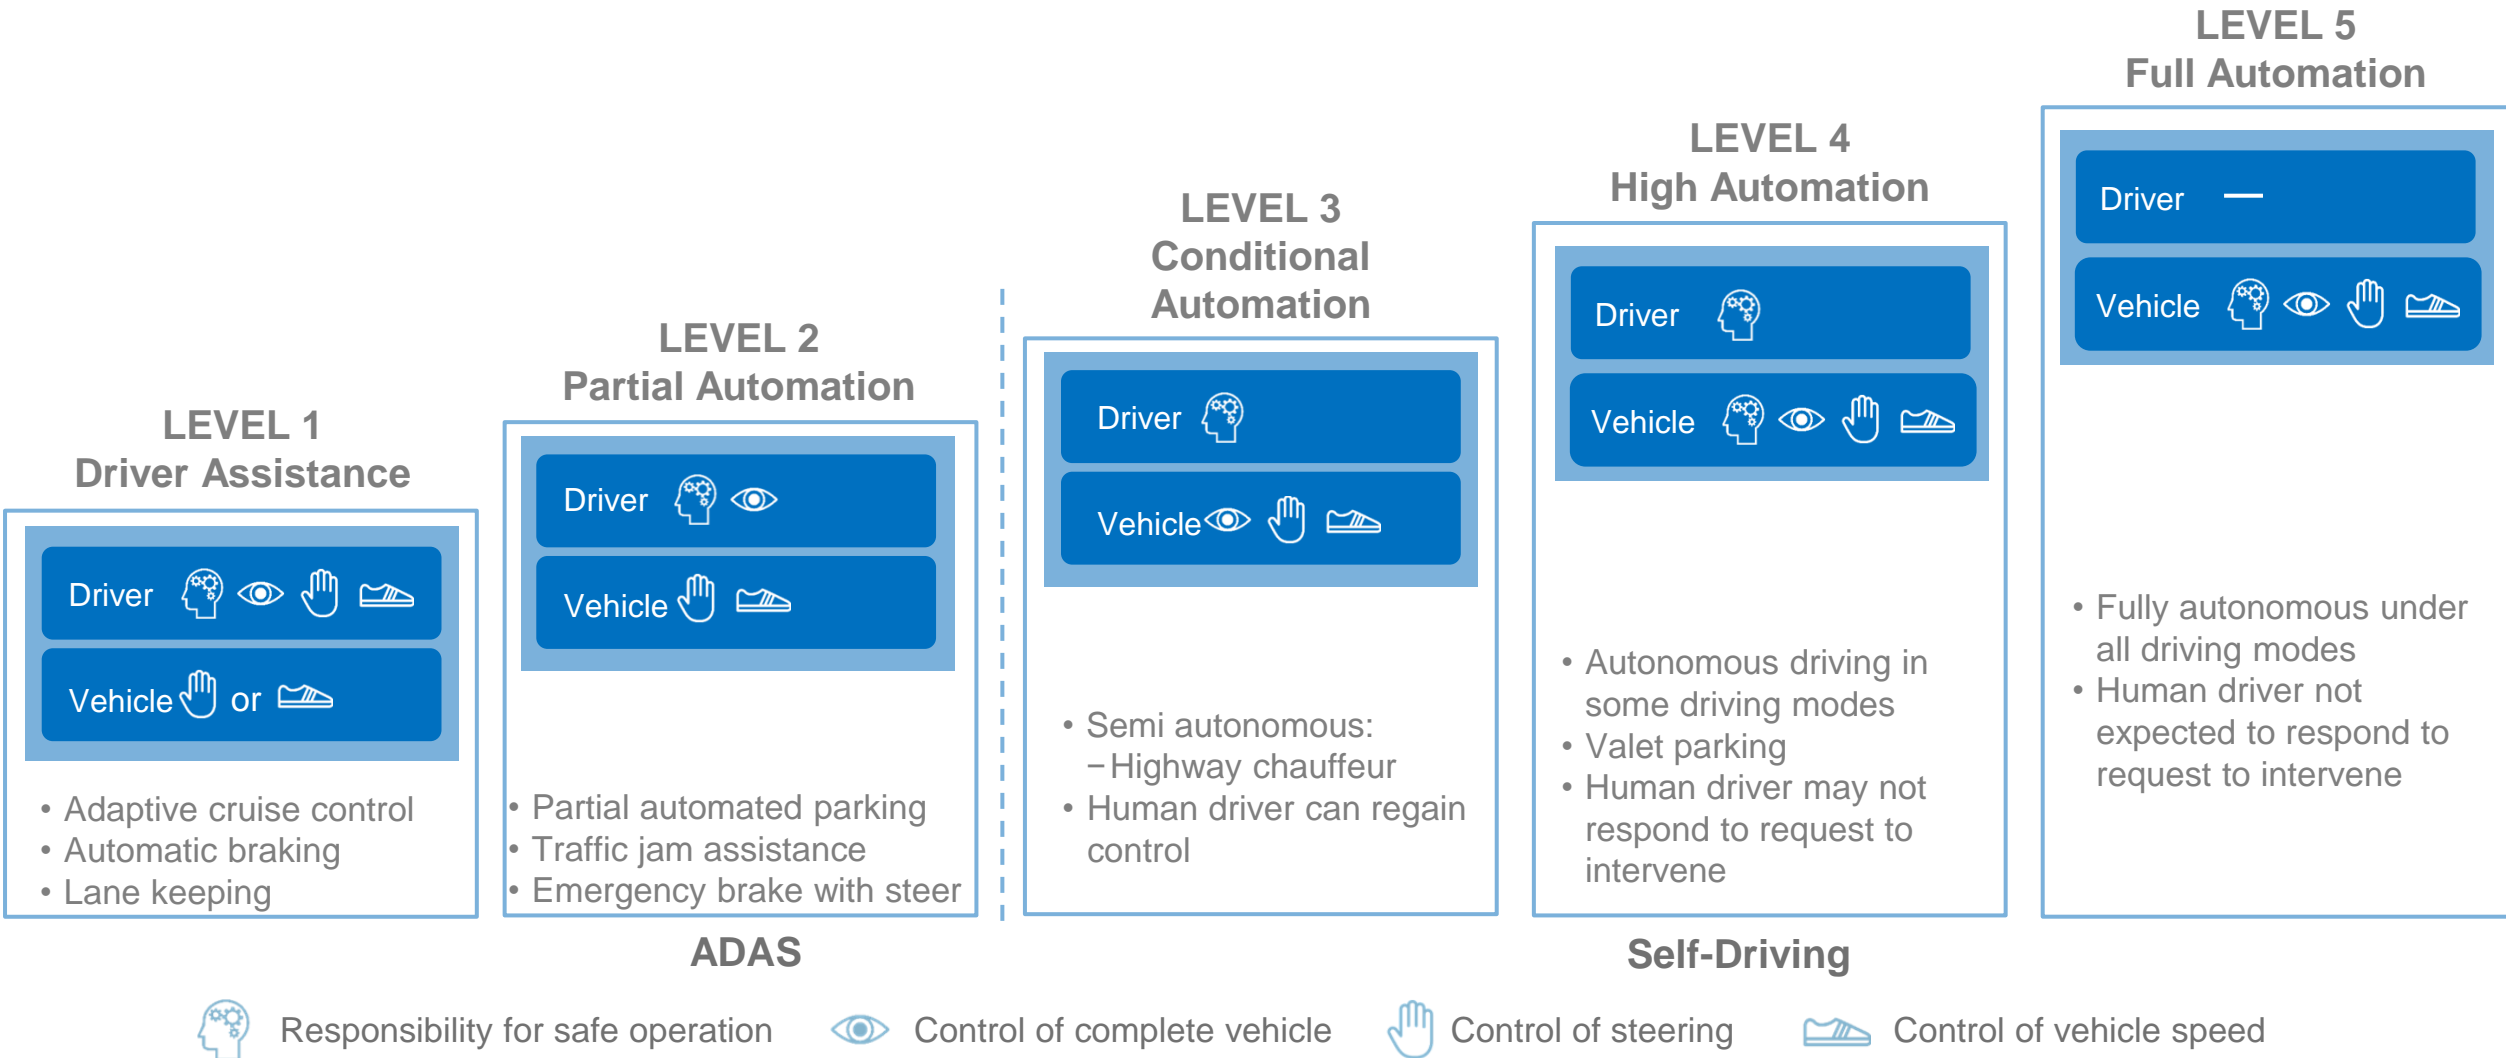 LEVEL 1
Driver Assistance
Driver
Vehicle or
• Adaptive cruise control
• Automatic braking
• Lane keeping
LEVEL 2
Partial Automation
Driver
Vehicle
• Partial automated parking
• Traffic jam assistance
• Emergency brake with steer
ADAS
LEVEL 3
Conditional
Automation
Driver
Vehicle
• Semi autonomous:
–Highway chauffeur
• Human driver can regain
control
LEVEL 4
High Automation
Driver
Vehicle
• Autonomous driving in
some driving modes
• Valet parking
• Human driver may not
respond to request to
intervene
LEVEL 5
Full Automation
Driver —
Vehicle
• Fully autonomous under
all driving modes
• Human driver not
expected to respond to
request to intervene
Self-Driving
Responsibility for safe operation
Control of complete vehicle
Control of steering
Control of vehicle speed